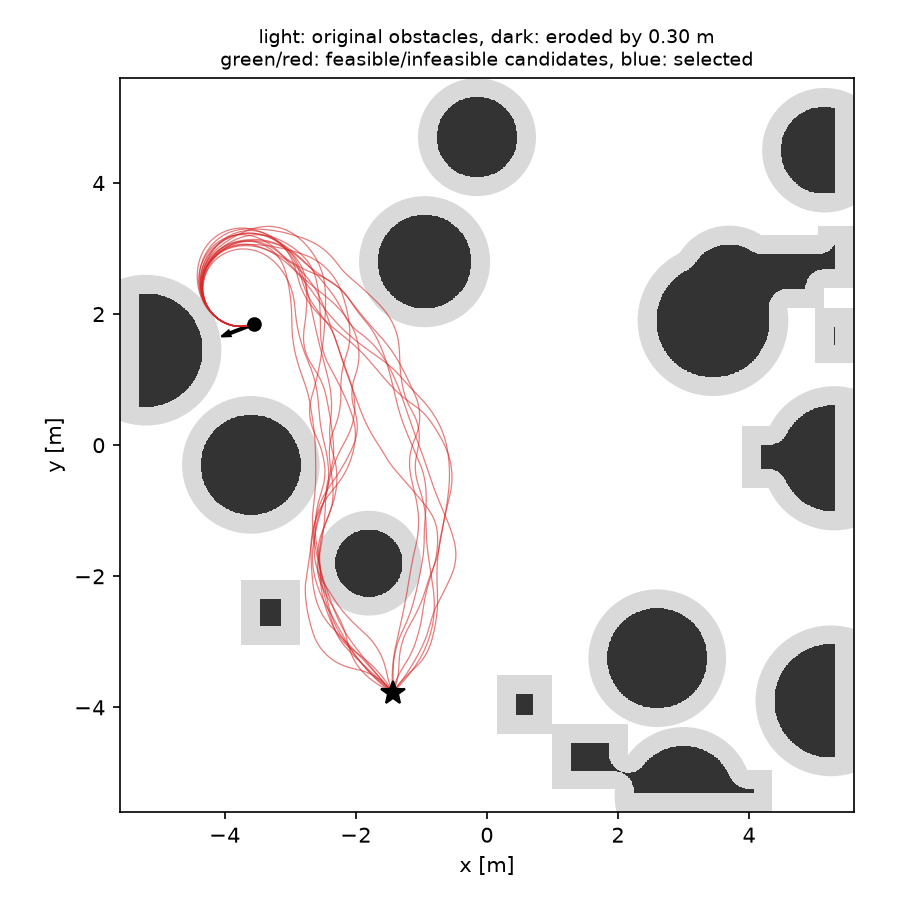 light: original obstacles, dark: eroded by 0.30 m
green/red: feasible/infeasible candidates, blue: selected
4
2
0
−2
−4
y [m]
−4
−2
0
2
4
x [m]